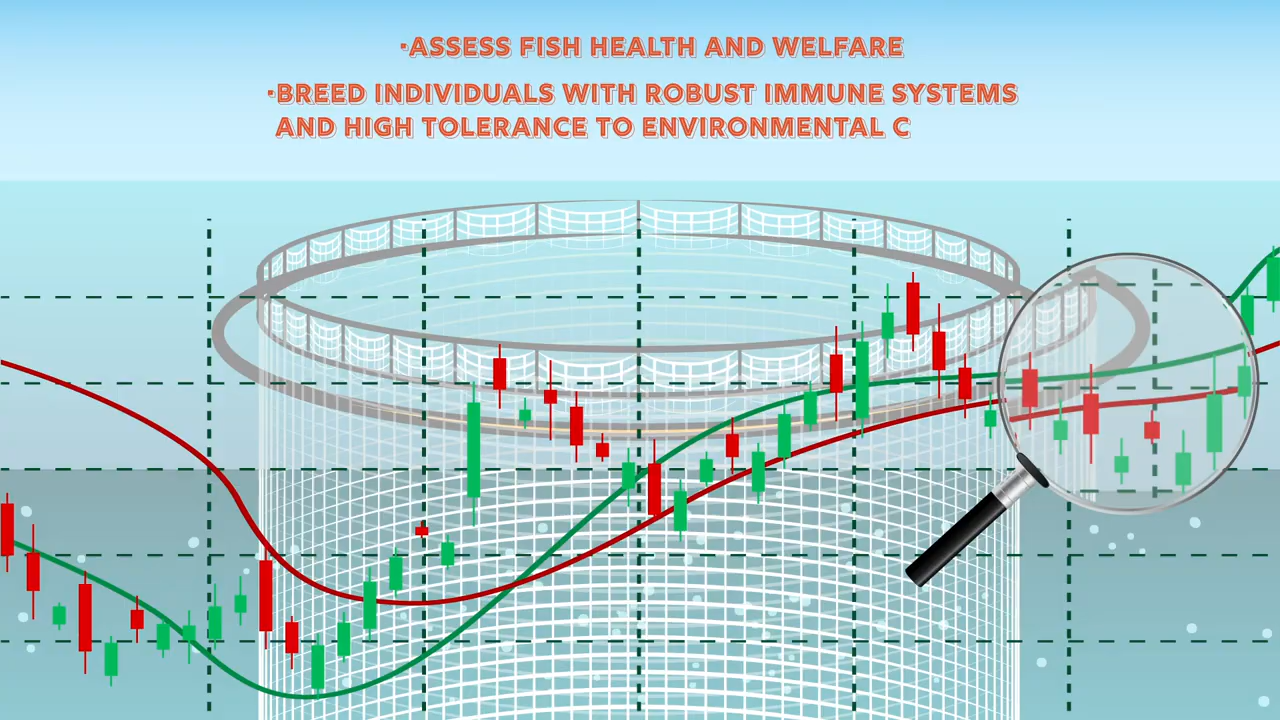 ·ASSESS FISH HEALTH AND WELFARE
·BREED INDIVIDUALS WITH ROBUST IMMUNE SYSTEMS
AND HIGH TOLERANCE TO ENVIRONMENTAL C